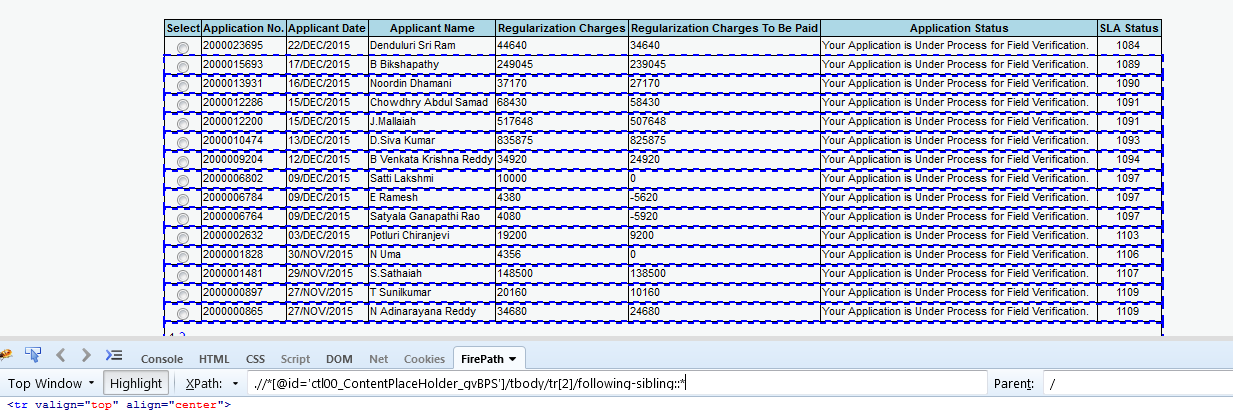 Select Application No. Applicant Date Applicant Name Regularization Charges Regularization Charges To Be Paid Application Status SLA Status
2000023695 22/DEC/2015 Denduluri Sri Ram 44640 34640 Your Application is Under Process for Field Verification. 1084
2000015693 17/DEC/2015 B Bikshapathy 249045 239045 Your Application is Under Process for Field Verification. 1089
2000013931 16/DEC/2015 Noordin Dhamani 37170 27170 Your Application is Under Process for Field Verification. 1090
2000012286 15/DEC/2015 Chowdhry Abdul Samad 68430 58430 Your Application is Under Process for Field Verification. 1091
2000012200 15/DEC/2015 J.Mallaiah 517648 507648 Your Application is Under Process for Field Verification. 1091
2000010474 13/DEC/2015 D.Siva Kumar 835875 825875 Your Application is Under Process for Field Verification. 1093
2000009204 12/DEC/2015 B Venkata Krishna Reddy 34920 24920 Your Application is Under Process for Field Verification. 1094
2000006802 09/DEC/2015 Satti Lakshmi 10000 0 Your Application is Under Process for Field Verification. 1097
2000006784 09/DEC/2015 E Ramesh 4380 -5620 Your Application is Under Process for Field Verification. 1097
2000006764 09/DEC/2015 Satyala Ganapathi Rao 4080 -5920 Your Application is Under Process for Field Verification. 1097
2000002632 03/DEC/2015 Potluri Chiranjevi 19200 9200 Your Application is Under Process for Field Verification. 1103
2000001828 30/NOV/2015 N Uma 4356 0 Your Application is Under Process for Field Verification. 1106
2000001481 29/NOV/2015 S.Sathaiah 148500 138500 Your Application is Under Process for Field Verification. 1107
2000000897 27/NOV/2015 T Sunilkumar 20160 10160 Your Application is Under Process for Field Verification. 1109
2000000865 27/NOV/2015 N Adinarayana Reddy 34680 24680 Your Application is Under Process for Field Verification. 1109
1 2
Console HTML CSS Script DOM Net Cookies FirePath
Top Window Highlight XPath: .//*[@id='ctl00_ContentPlaceHolder_gvBPS']/tbody/tr[2]/following-sibling::* Parent: /
<tr valign="top" align="center">